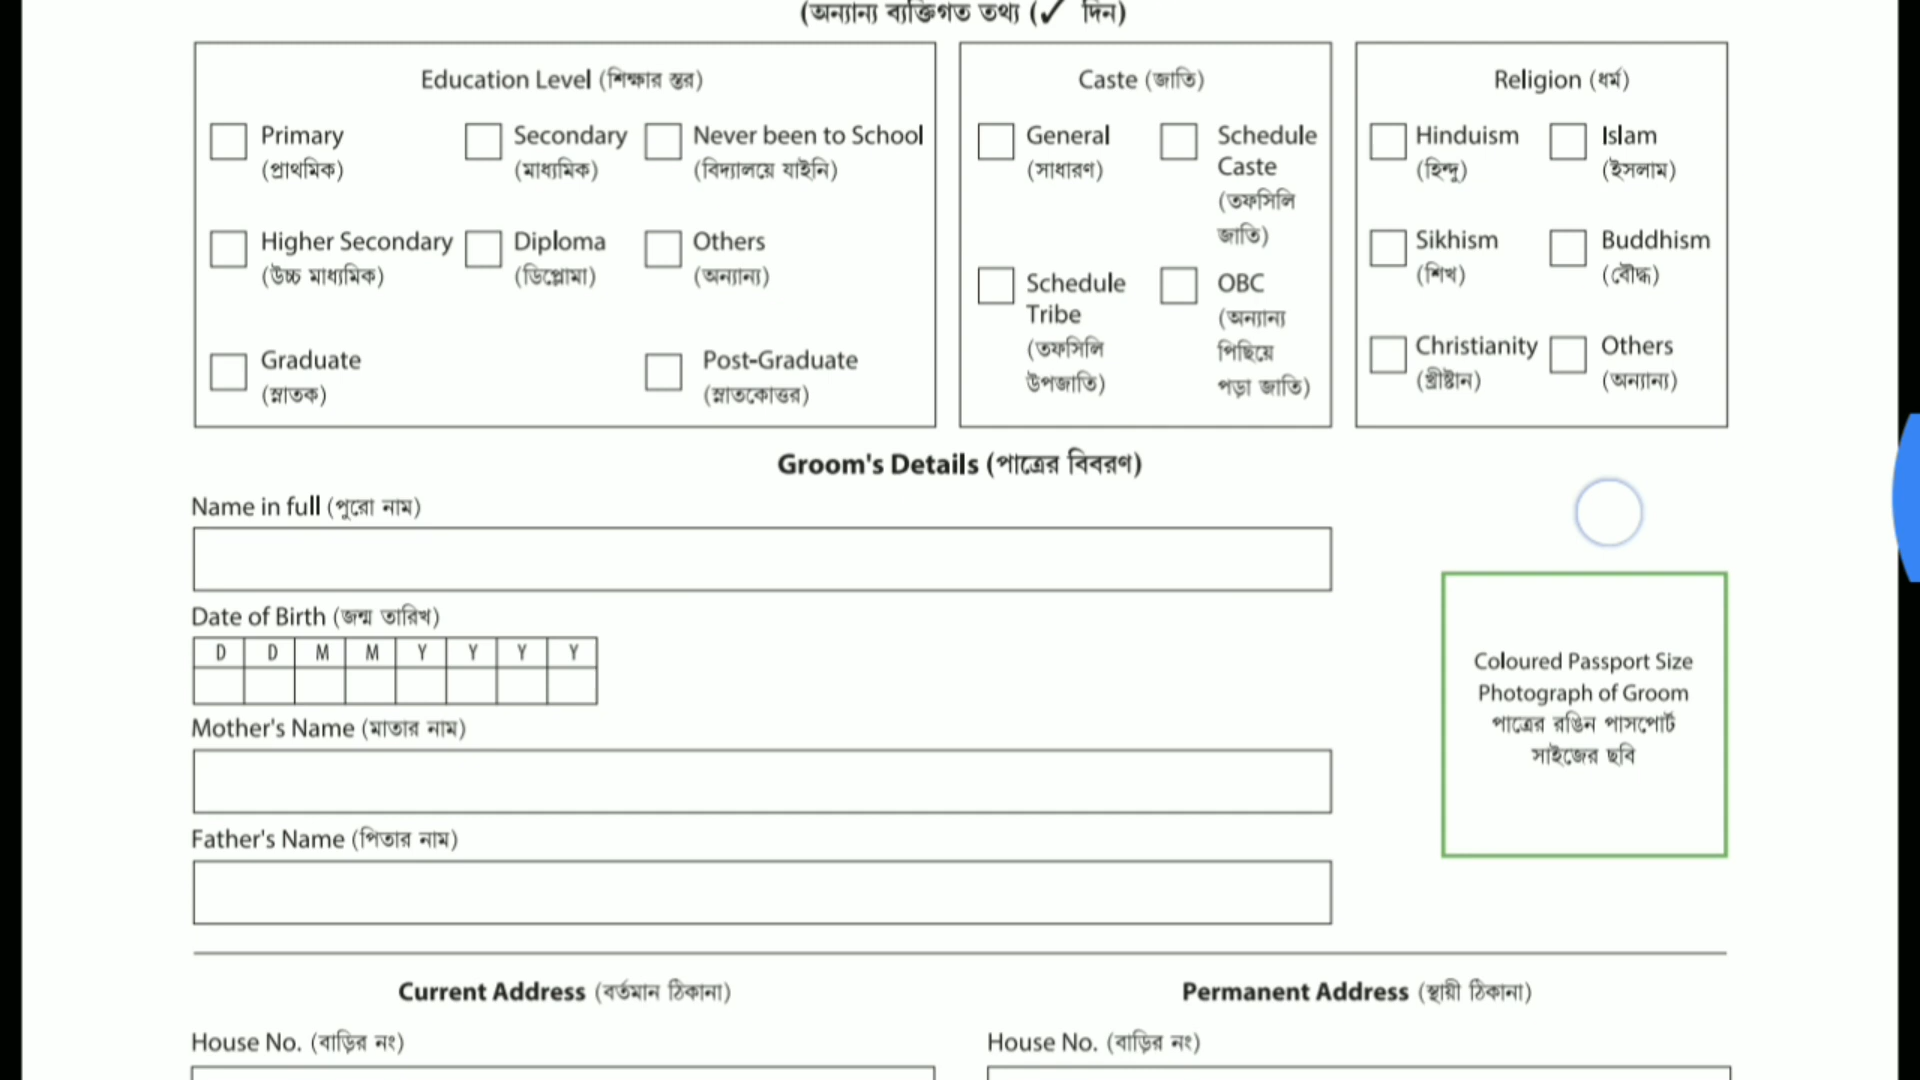 (অন্যান্য ব্যক্তিগত তথ্য (✓ দিন)
Education Level (শিক্ষার স্তর)
Primary
(প্রাথমিক)
Secondary
(মাধ্যমিক)
Never been to School
(বিদ্যালয়ে যাইনি)
Higher Secondary
(উচ্চ মাধ্যমিক)
Diploma
(ডিপ্লোমা)
Others
(অন্যান্য)
Graduate
(স্নাতক)
Post-Graduate
(স্নাতকোত্তর)
Caste (জাতি)
General
(সাধারণ)
Schedule
Caste
(তফসিলি
জাতি)
Schedule
Tribe
(তফসিলি
উপজাতি)
OBC
(অন্যান্য
পিছিয়ে
পড়া জাতি)
Religion (ধর্ম)
Hinduism
(হিন্দু)
Islam
(ইসলাম)
Sikhism
(শিখ)
Buddhism
(বৌদ্ধ)
Christianity
(খ্রীষ্টান)
Others
(অন্যান্য)
Groom's Details (পাত্রের বিবরণ)
Name in full (পুরো নাম)
Date of Birth (জন্ম তারিখ)
D D M M Y Y Y Y
Mother's Name (মাতার নাম)
Father's Name (পিতার নাম)
Coloured Passport Size
Photograph of Groom
পাত্রের রঙিন পাসপোর্ট
সাইজের ছবি
Current Address (বর্তমান ঠিকানা)
House No. (বাড়ির নং)
Permanent Address (স্থায়ী ঠিকানা)
House No. (বাড়ির নং)